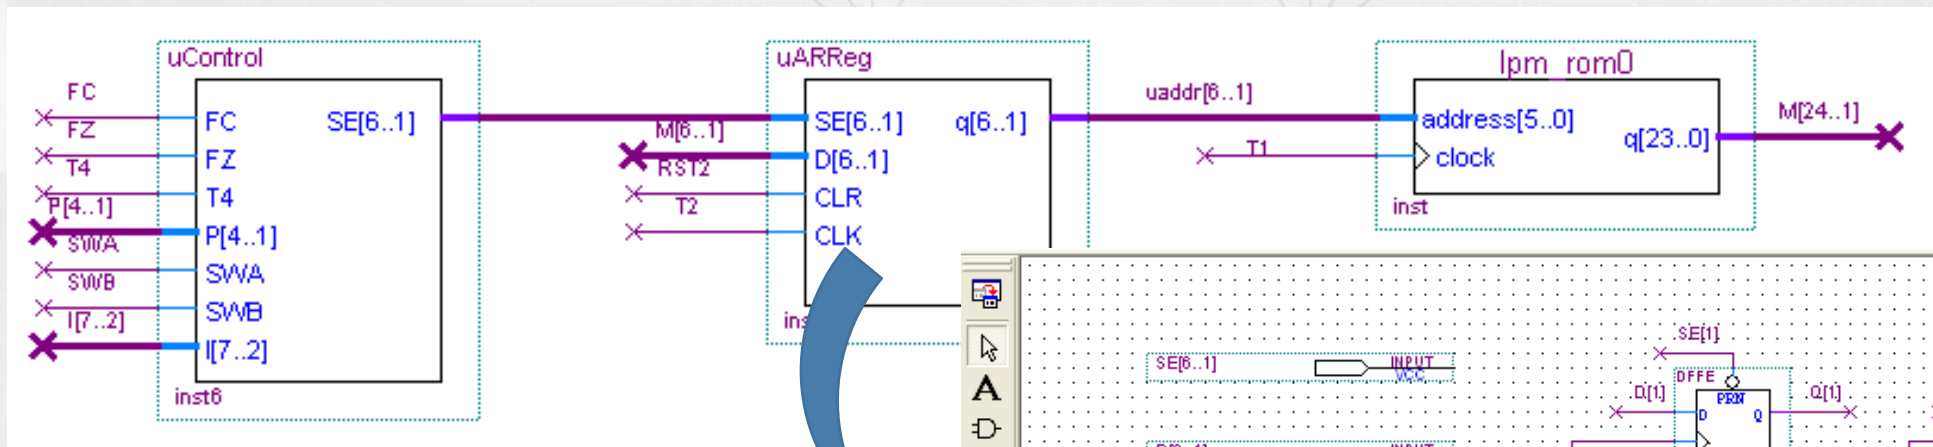 uControl
FC
FZ
T4
P[4..1]
SWA
SWB
I[7..2]
FC
FZ
T4
P[4..1]
SWA
SWB
I[7..2]
SE[6..1]
inst6
uARReg
M[6..1]
RST2
T2
SE[6..1]
D[6..1]
CLR
CLK
q[6..1]
ins
uaddr[6..1]
T1
lpm_rom0
address[5..0]
clock
q[23..0]
inst
M[24..1]
A
SE[6..1]
INPUT
VCC
SE[1]
DFFE
PRN
D[1]
D
Q
Q[1]
INPUT